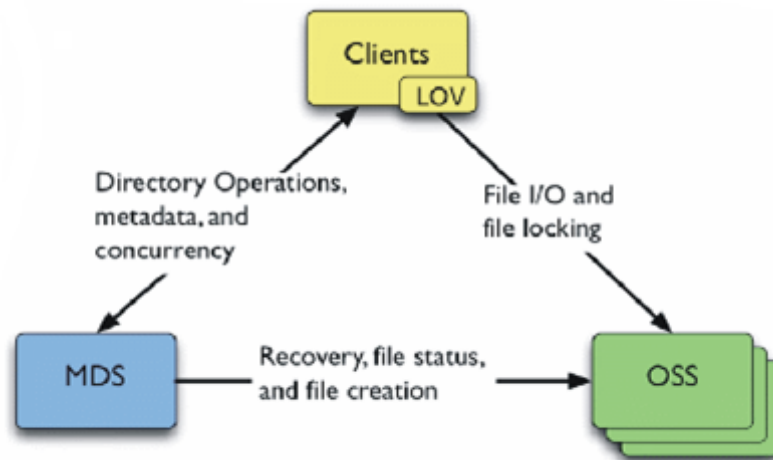 Clients
LOV
Directory Operations,
metadata, and
concurrency
File I/O and
file locking
MDS
Recovery, file status,
and file creation
OSS